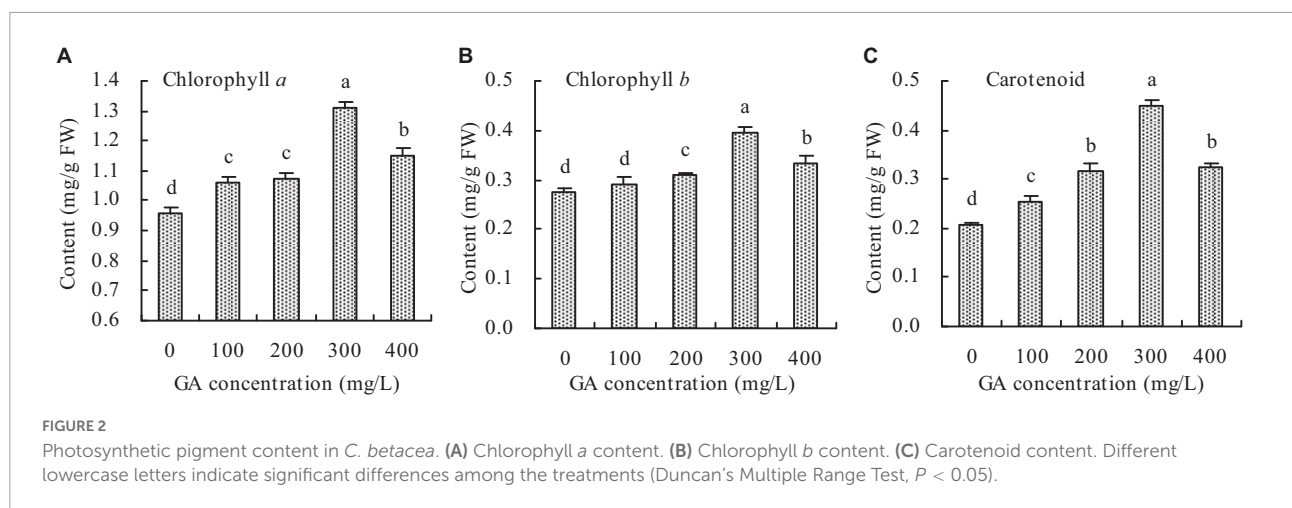 A
Chlorophyll a
Content (mg/g FW)
1.4
1.3
1.2
1.1
1.0
0.9
0.8
0.7
0.6
d
c
c
a
b
0 100 200 300 400
GA concentration (mg/L)
B
Chlorophyll b
Content (mg/g FW)
0.5
0.4
0.3
0.2
0.1
0.0
d
d
c
a
b
0 100 200 300 400
GA concentration (mg/L)
C
Carotenoid
Content (mg/g FW)
0.5
0.4
0.3
0.2
0.1
0.0
d
c
b
a
b
0 100 200 300 400
GA concentration (mg/L)
FIGURE 2
Photosynthetic pigment content in C. betacea. (A) Chlorophyll a content. (B) Chlorophyll b content. (C) Carotenoid content. Different
lowercase letters indicate significant differences among the treatments (Duncan's Multiple Range Test, P < 0.05).